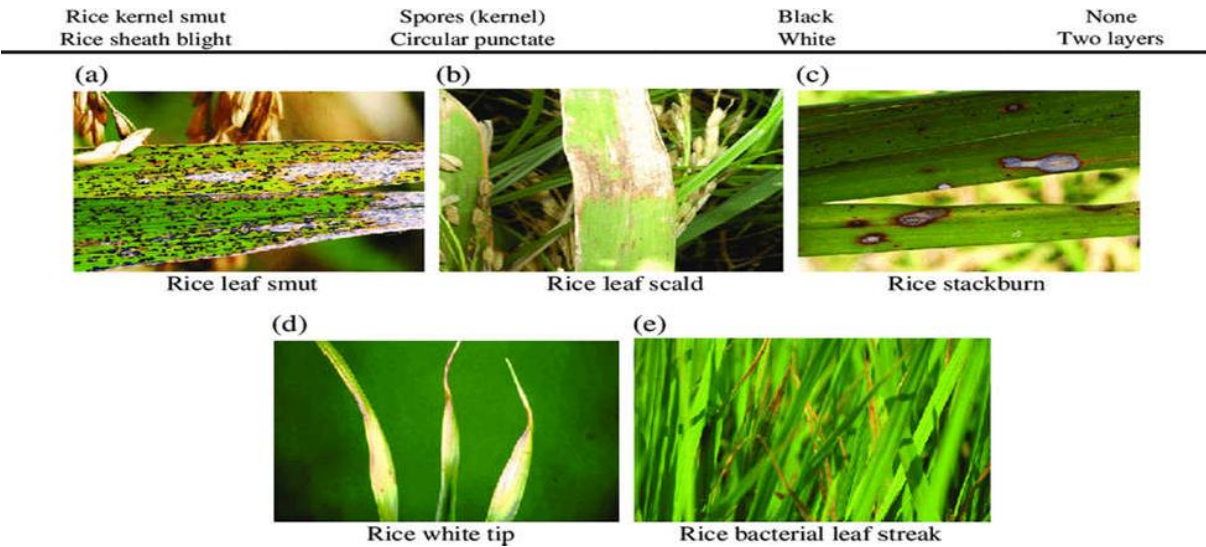 Rice kernel smut Spores (kernel) Black None
Rice sheath blight Circular punctate White Two layers
(a) (b) (c)
Rice leaf smut Rice leaf scald Rice stackburn
(d) (e)
Rice white tip Rice bacterial leaf streak